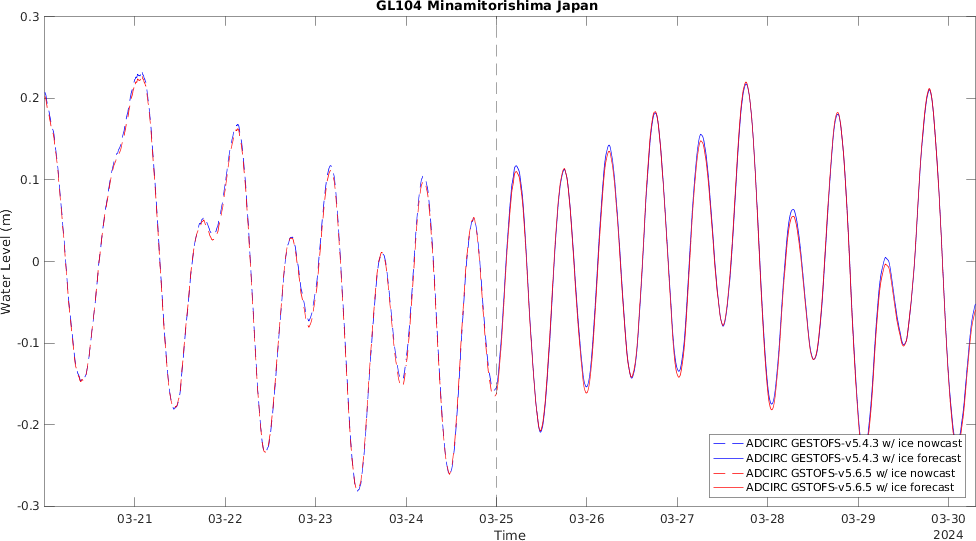 GL104 Minamitorishima Japan
0.3
0.2
0.1
0
-0.1
-0.2
-0.3
Water Level (m)
ADCIRC GESTOFS-v5.4.3 w/ ice nowcast
ADCIRC GESTOFS-v5.4.3 w/ ice forecast
ADCIRC GSTOFS-v5.6.5 w/ ice nowcast
ADCIRC GSTOFS-v5.6.5 w/ ice forecast
03-21 03-22 03-23 03-24 03-25 03-26 03-27 03-28 03-29 03-30
2024
Time